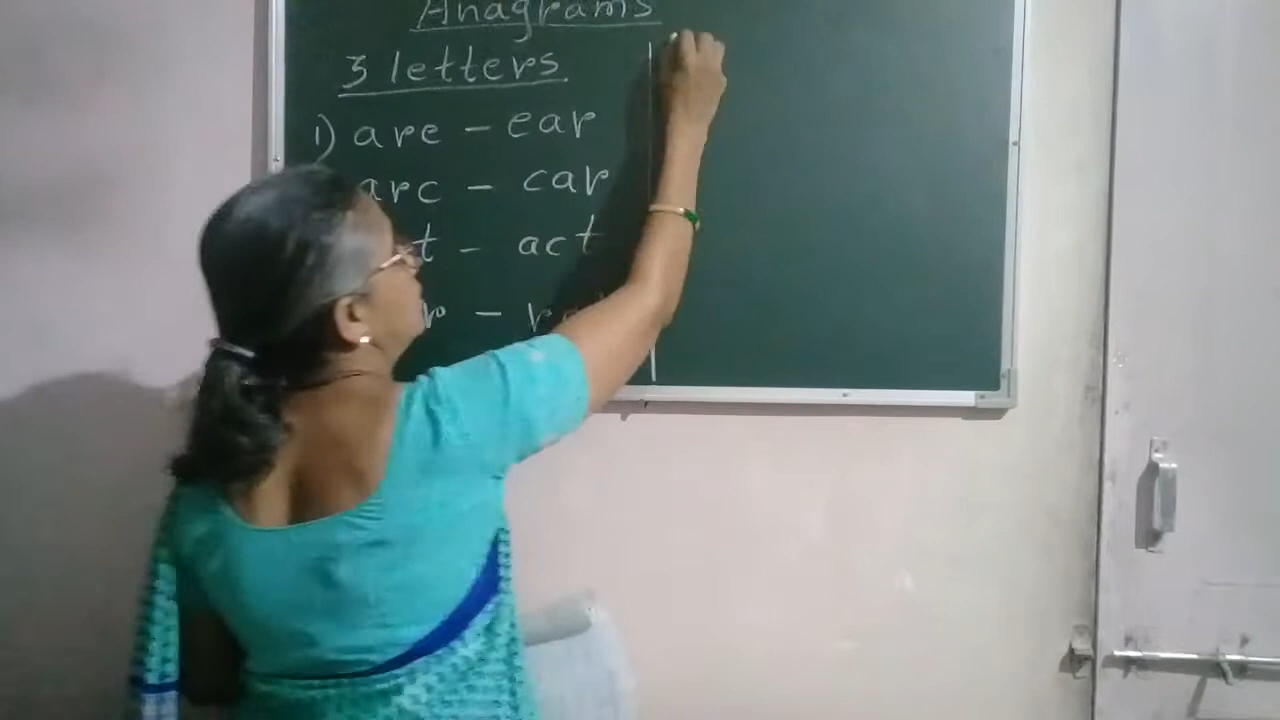 Anagrams
3 letters
1) are - ear
arc - car
t - act
r - r